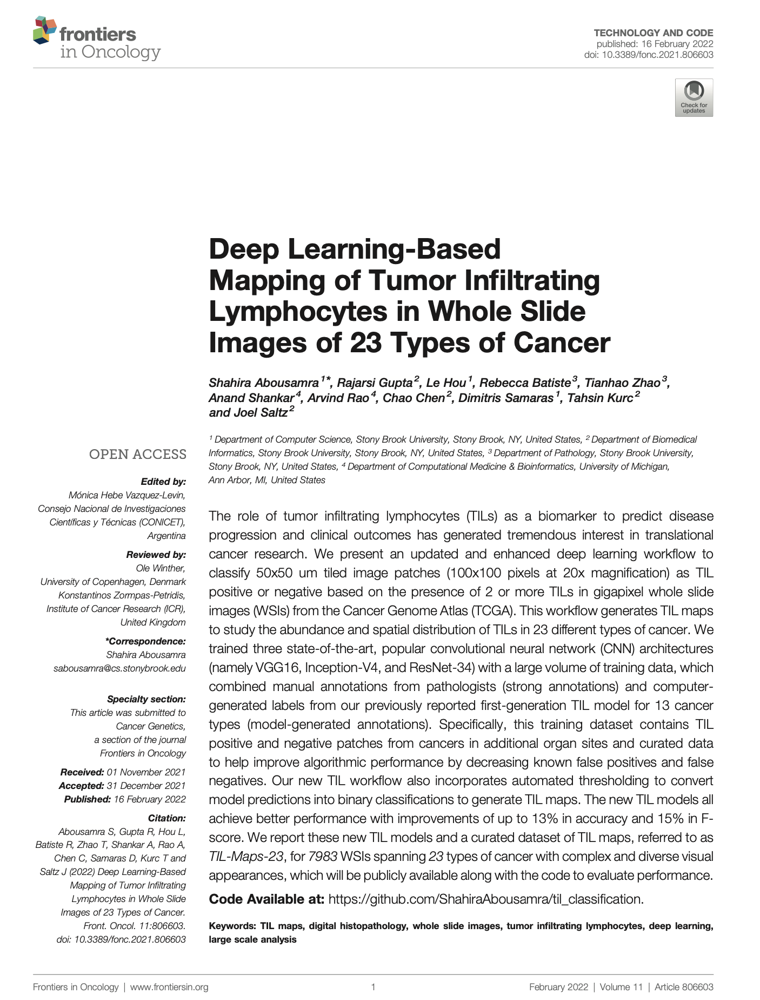 frontiers
in Oncology
TECHNOLOGY AND CODE
published: 16 February 2022
doi: 10.3389/fonc.2021.806603
Check for
updates
Deep Learning-Based
Mapping of Tumor Infiltrating
Lymphocytes in Whole Slide
Images of 23 Types of Cancer
Shahira Abousamra 1*, Rajarsi Gupta 2, Le Hou 1, Rebecca Batiste 3, Tianhao Zhao 3,
Anand Shankar 4, Arvind Rao 4, Chao Chen 2, Dimitris Samaras 1, Tahsin Kurc 2
and Joel Saltz 2
1 Department of Computer Science, Stony Brook University, Stony Brook, NY, United States, 2 Department of Biomedical
Informatics, Stony Brook University, Stony Brook, NY, United States, 3 Department of Pathology, Stony Brook University,
Stony Brook, NY, United States, 4 Department of Computational Medicine & Bioinformatics, University of Michigan,
Ann Arbor, MI, United States
OPEN ACCESS
Edited by:
Mónica Hebe Vazquez-Levin,
Consejo Nacional de Investigaciones
Científicas y Técnicas (CONICET),
Argentina
Reviewed by:
Ole Winther,
University of Copenhagen, Denmark
Konstantinos Zormpas-Petridis,
Institute of Cancer Research (ICR),
United Kingdom
*Correspondence:
Shahira Abousamra
sabousamra@cs.stonybrook.edu
Specialty section:
This article was submitted to
Cancer Genetics,
a section of the journal
Frontiers in Oncology
Received: 01 November 2021
Accepted: 31 December 2021
Published: 16 February 2022
Citation:
Abousamra S, Gupta R, Hou L,
Batiste R, Zhao T, Shankar A, Rao A,
Chen C, Samaras D, Kurc T and
Saltz J (2022) Deep Learning-Based
Mapping of Tumor Infiltrating
Lymphocytes in Whole Slide
Images of 23 Types of Cancer.
Front. Oncol. 11:806603.
doi: 10.3389/fonc.2021.806603
The role of tumor infiltrating lymphocytes (TILs) as a biomarker to predict disease
progression and clinical outcomes has generated tremendous interest in translational
cancer research. We present an updated and enhanced deep learning workflow to
classify 50x50 um tiled image patches (100x100 pixels at 20x magnification) as TIL
positive or negative based on the presence of 2 or more TILs in gigapixel whole slide
images (WSIs) from the Cancer Genome Atlas (TCGA). This workflow generates TIL maps
to study the abundance and spatial distribution of TILs in 23 different types of cancer. We
trained three state-of-the-art, popular convolutional neural network (CNN) architectures
(namely VGG16, Inception-V4, and ResNet-34) with a large volume of training data, which
combined manual annotations from pathologists (strong annotations) and computer-
generated labels from our previously reported first-generation TIL model for 13 cancer
types (model-generated annotations). Specifically, this training dataset contains TIL
positive and negative patches from cancers in additional organ sites and curated data
to help improve algorithmic performance by decreasing known false positives and false
negatives. Our new TIL workflow also incorporates automated thresholding to convert
model predictions into binary classifications to generate TIL maps. The new TIL models all
achieve better performance with improvements of up to 13% in accuracy and 15% in F-
score. We report these new TIL models and a curated dataset of TIL maps, referred to as
TIL-Maps-23, for 7983 WSIs spanning 23 types of cancer with complex and diverse visual
appearances, which will be publicly available along with the code to evaluate performance.
Code Available at: https://github.com/ShahiraAbousamra/til_classification.
Keywords: TIL maps, digital histopathology, whole slide images, tumor infiltrating lymphocytes, deep learning,
large scale analysis
Frontiers in Oncology | www.frontiersin.org
1
February 2022 | Volume 11 | Article 806603